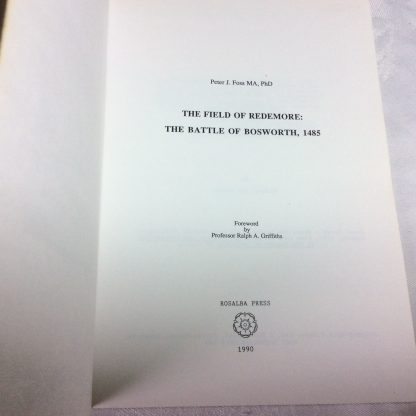 Peter J. Foss MA, PhD
THE FIELD OF REDEMORE:
THE BATTLE OF BOSWORTH, 1485
Foreword
by
Professor Ralph A. Griffiths
ROSALBA PRESS
1990